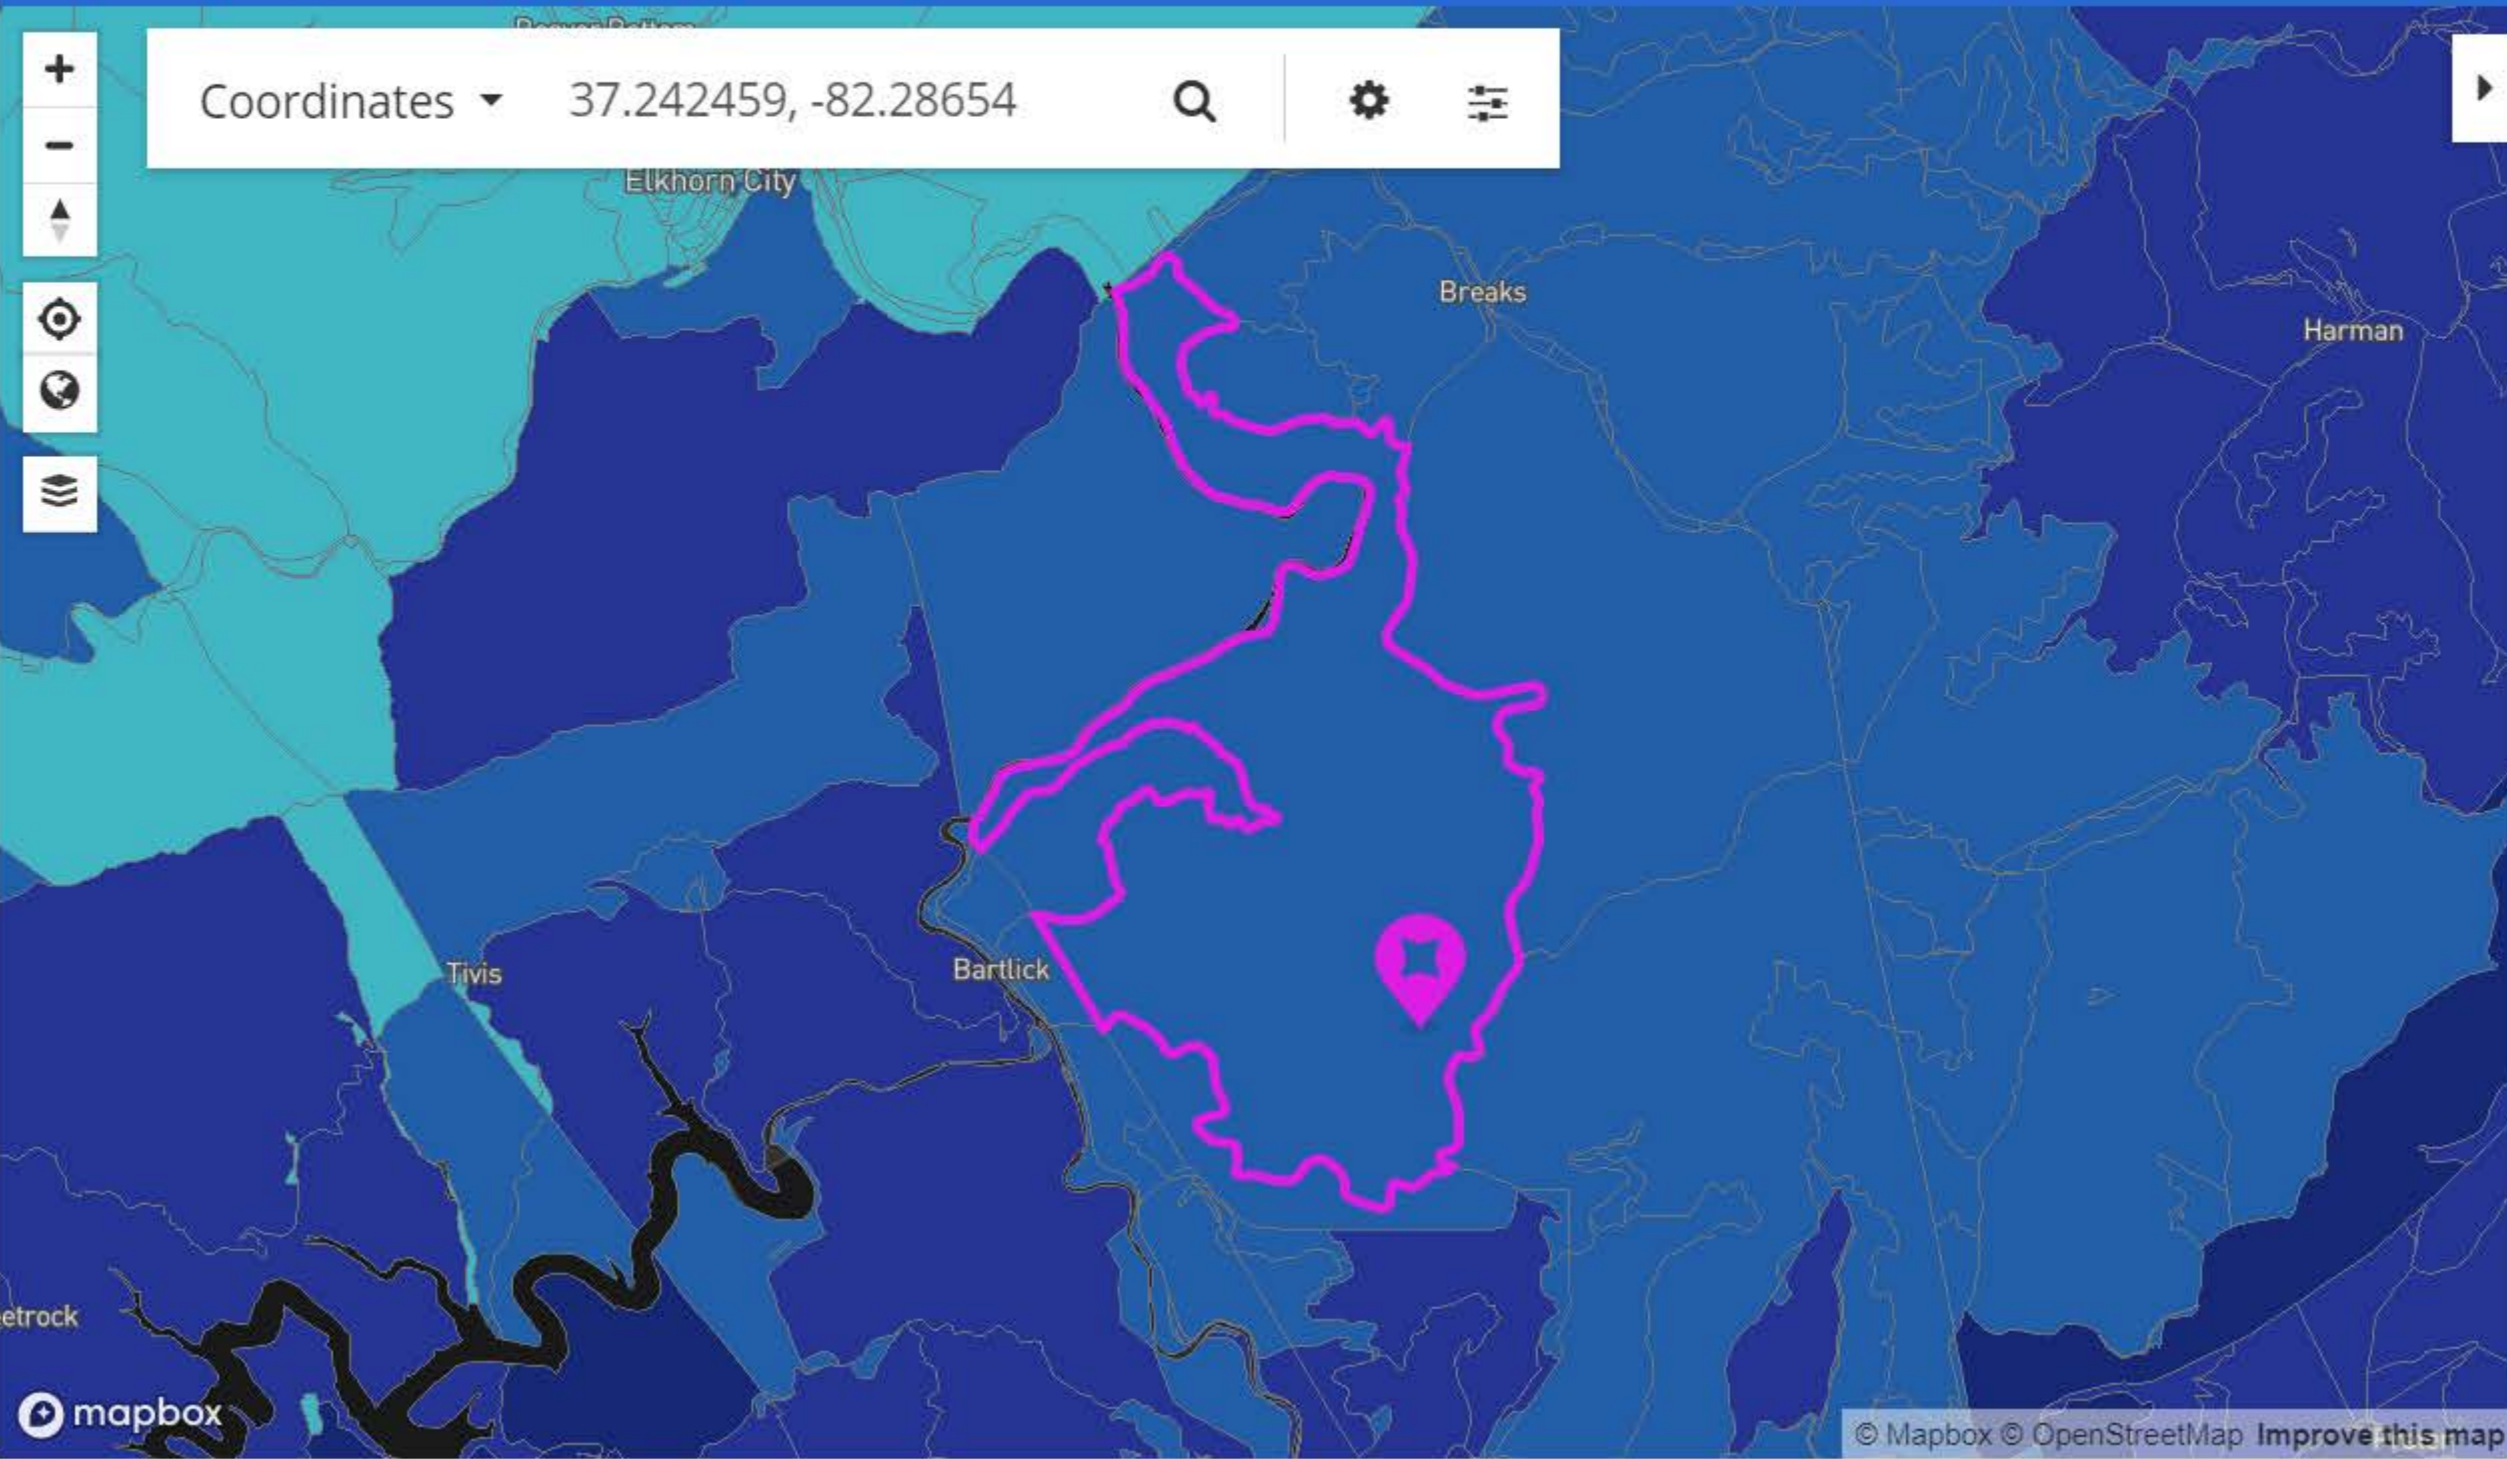 Coordinates 37.242459, -82.28654
Elkhorn City
Breaks
Harman
Tivis
Bartlick
etrock
mapbox
© Mapbox © OpenStreetMap Improve this map